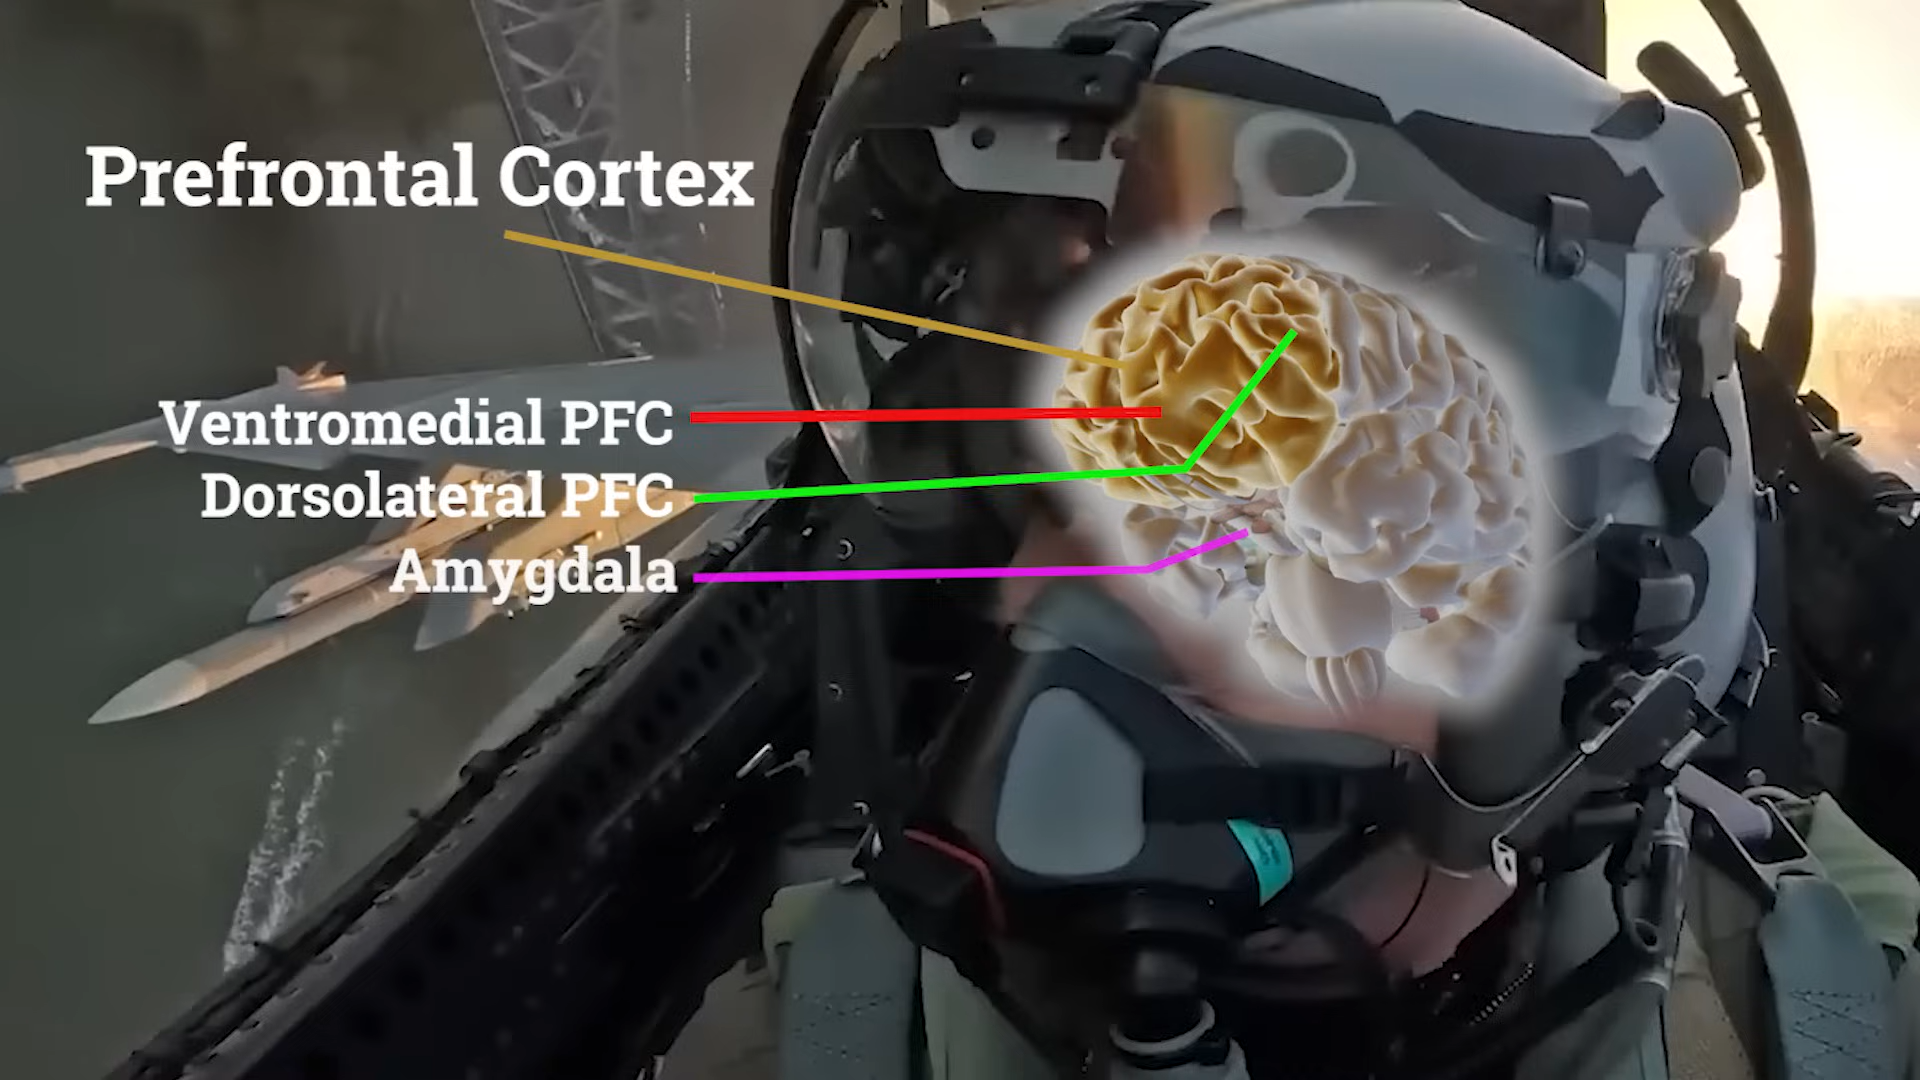 Prefrontal Cortex
Ventromedial PFC
Dorsolateral PFC
Amygdala